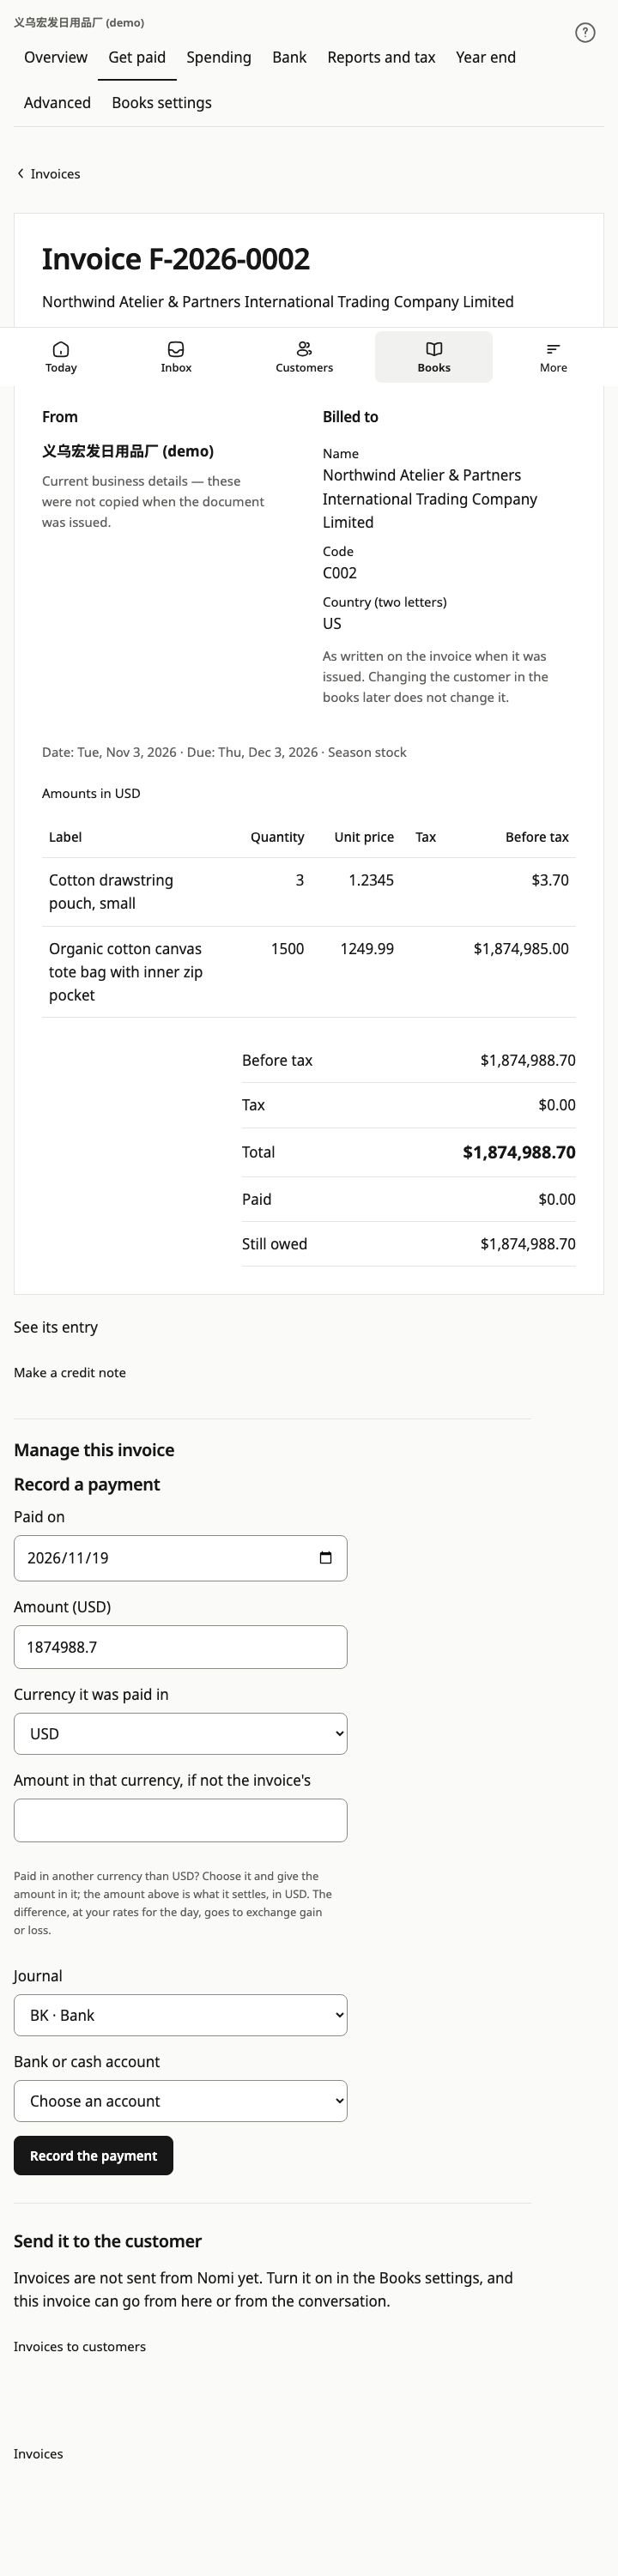 义乌宏发日用品厂 (demo)
Overview Get paid Spending Bank Reports and tax Year end
Advanced Books settings
Invoices
Invoice F-2026-0002
Northwind Atelier & Partners International Trading Company Limited
Today Inbox Customers Books More
From
义乌宏发日用品厂 (demo)
Current business details — these
were not copied when the document
was issued.
Billed to
Name
Northwind Atelier & Partners
International Trading Company
Limited
Code
C002
Country (two letters)
US
As written on the invoice when it was
issued. Changing the customer in the
books later does not change it.
Date: Tue, Nov 3, 2026 · Due: Thu, Dec 3, 2026 · Season stock
Amounts in USD
Label Quantity Unit price Tax Before tax
Cotton drawstring
pouch, small
3 1.2345 $3.70
Organic cotton canvas
tote bag with inner zip
pocket
1500 1249.99 $1,874,985.00
Before tax $1,874,988.70
Tax $0.00
Total $1,874,988.70
Paid $0.00
Still owed $1,874,988.70
See its entry
Make a credit note
Manage this invoice
Record a payment
Paid on
2026/11/19
Amount (USD)
1874988.7
Currency it was paid in
USD
Amount in that currency, if not the invoice's
Paid in another currency than USD? Choose it and give the
amount in it; the amount above is what it settles, in USD. The
difference, at your rates for the day, goes to exchange gain
or loss.
Journal
BK · Bank
Bank or cash account
Choose an account
Record the payment
Send it to the customer
Invoices are not sent from Nomi yet. Turn it on in the Books settings, and
this invoice can go from here or from the conversation.
Invoices to customers
Invoices